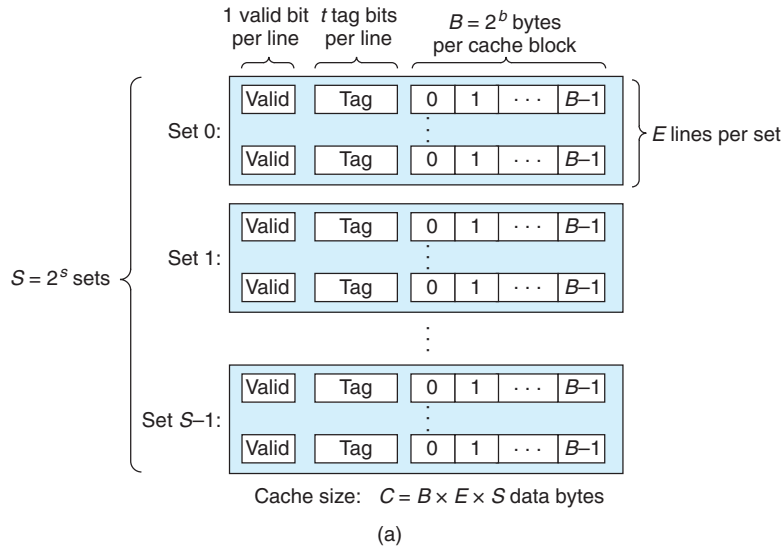 1 valid bit per line
t tag bits per line
B = 2^b bytes per cache block
Set 0:
Valid Tag 0 1 · · · B–1
Valid Tag 0 1 · · · B–1
E lines per set
Set 1:
Valid Tag 0 1 · · · B–1
Valid Tag 0 1 · · · B–1
S = 2^s sets
Set S–1:
Valid Tag 0 1 · · · B–1
Valid Tag 0 1 · · · B–1
Cache size: C = B × E × S data bytes
(a)